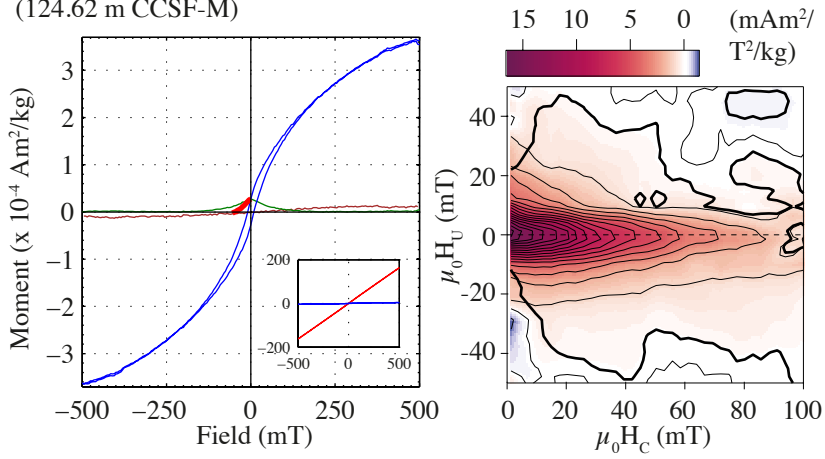 (124.62 m CCSF-M)
Moment (x 10⁻⁴ Am²/kg)
3
2
1
0
−1
−2
−3
−500 −250 0 250 500
Field (mT)
200
0
−200
−500 0 500
15 10 5 0 (mAm²/
T²/kg)
μ₀H_U (mT)
40
20
0
-20
-40
0 20 40 60 80 100
μ₀H_C (mT)